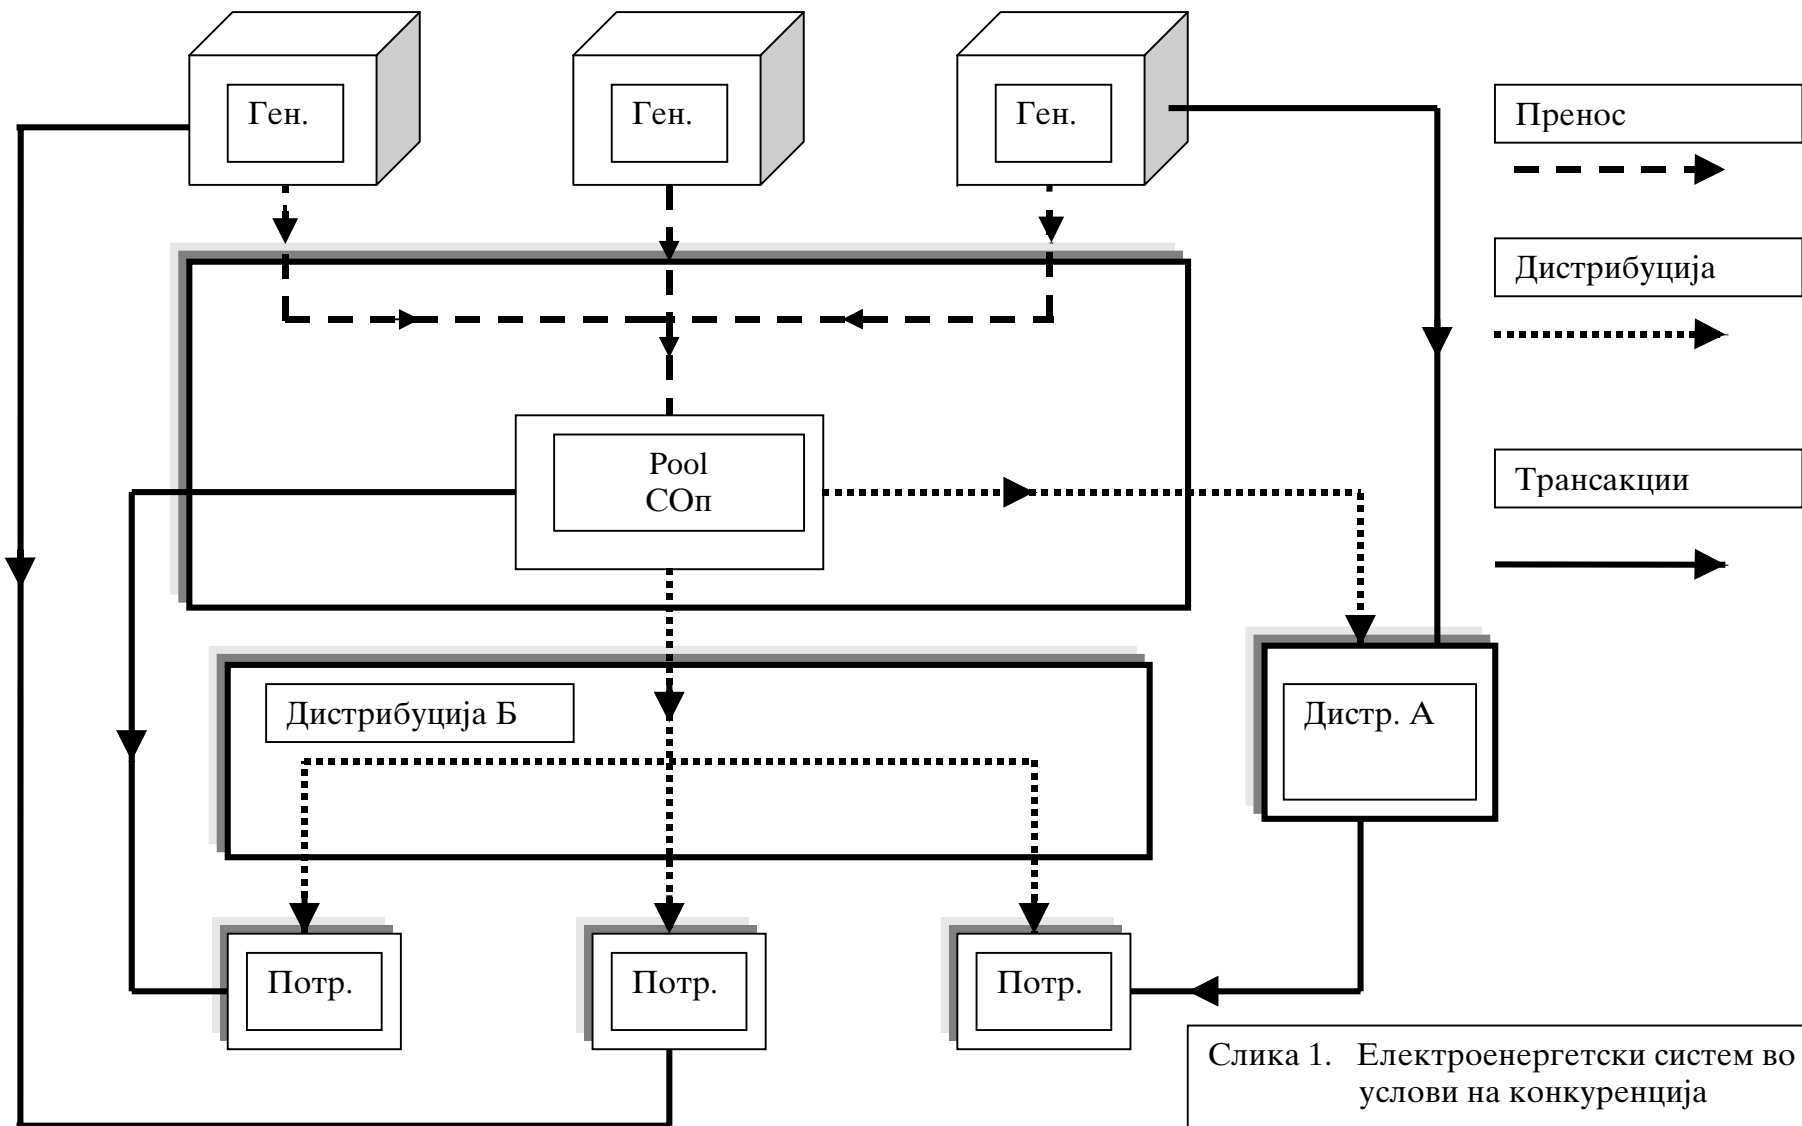 Ген.
Ген.
Ген.
Пренос
Дистрибуција
Pool
СОп
Трансакции
Дистрибуција Б
Дистр. А
Потр.
Потр.
Потр.
Слика 1. Електроенергетски систем во
услови на конкуренција